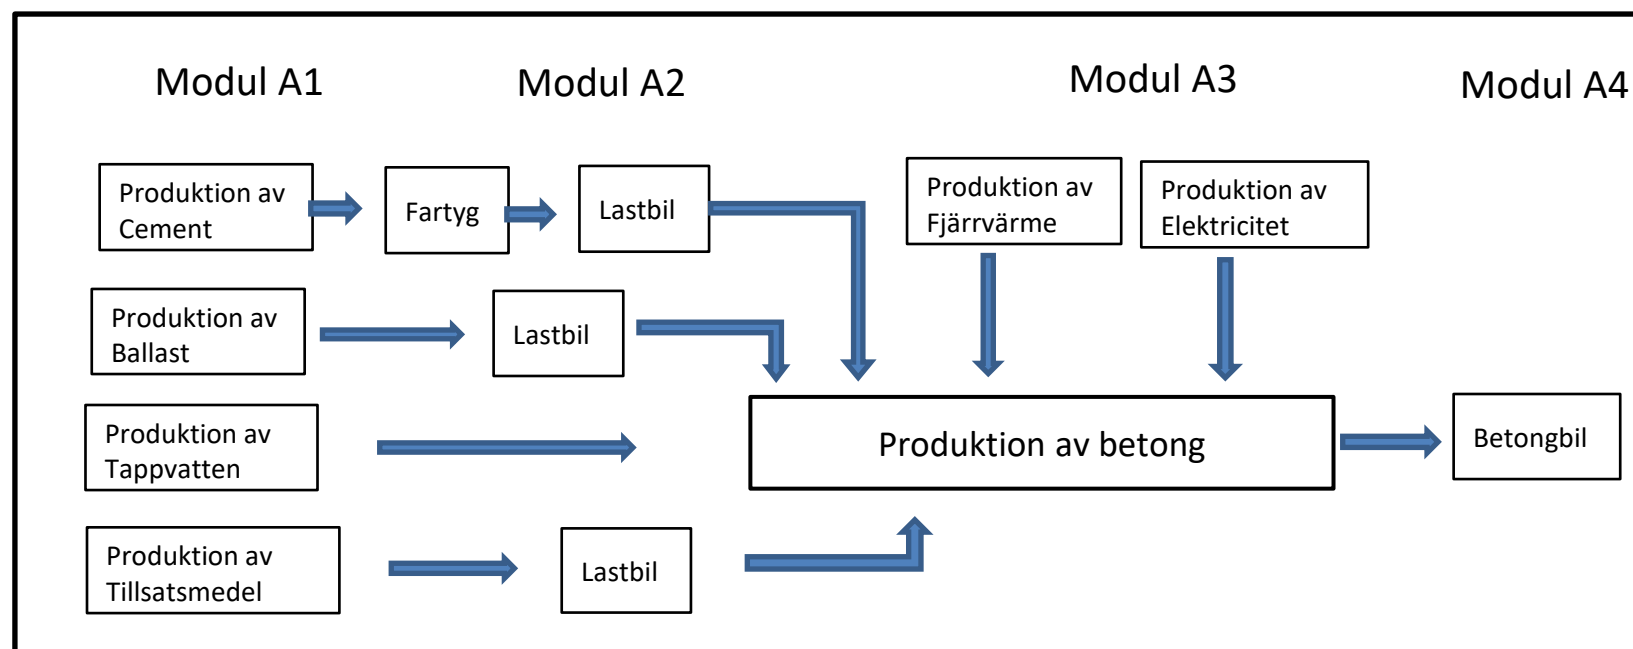 Modul A1
Modul A2
Modul A3
Modul A4
Produktion av
Cement
Fartyg
Lastbil
Produktion av
Fjärrvärme
Produktion av
Elektricitet
Produktion av
Ballast
Lastbil
Produktion av
Tappvatten
Produktion av betong
Betongbil
Produktion av
Tillsatsmedel
Lastbil